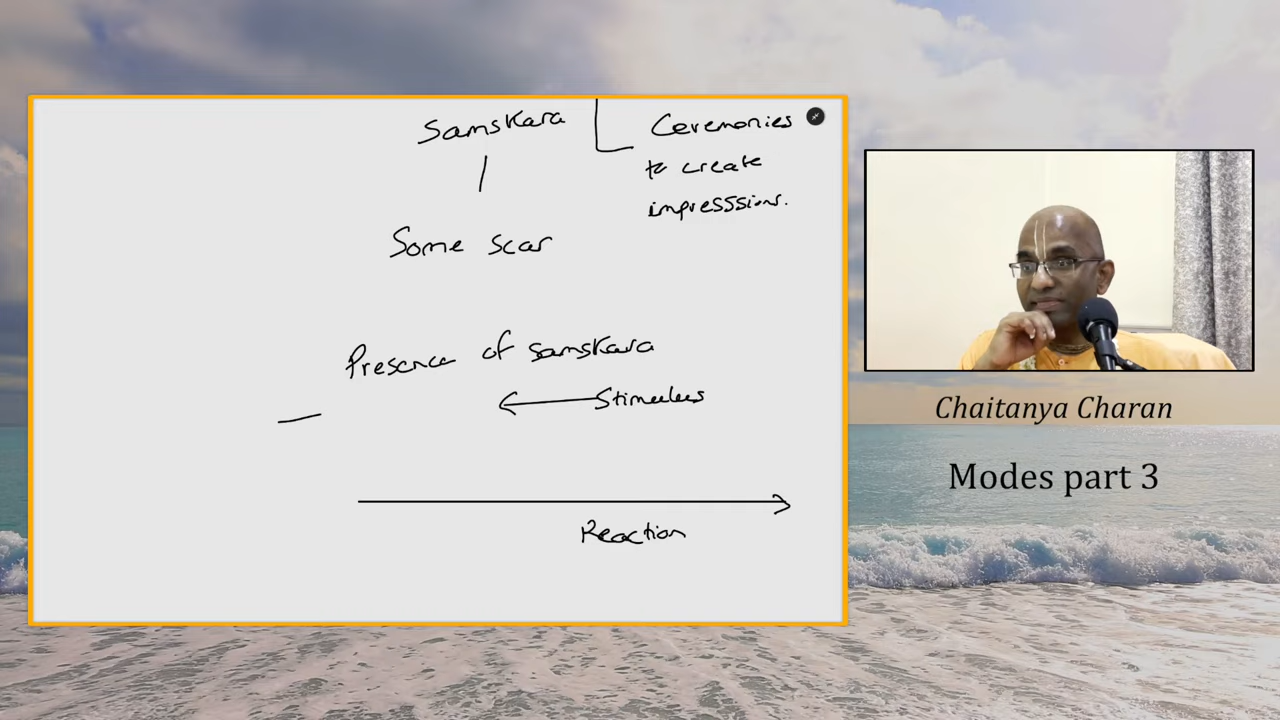 Samskara
Ceremonies
to create
impresssions.
Some scar
Presence of samskara
Stimulus
Reaction
Chaitanya Charan
Modes part 3